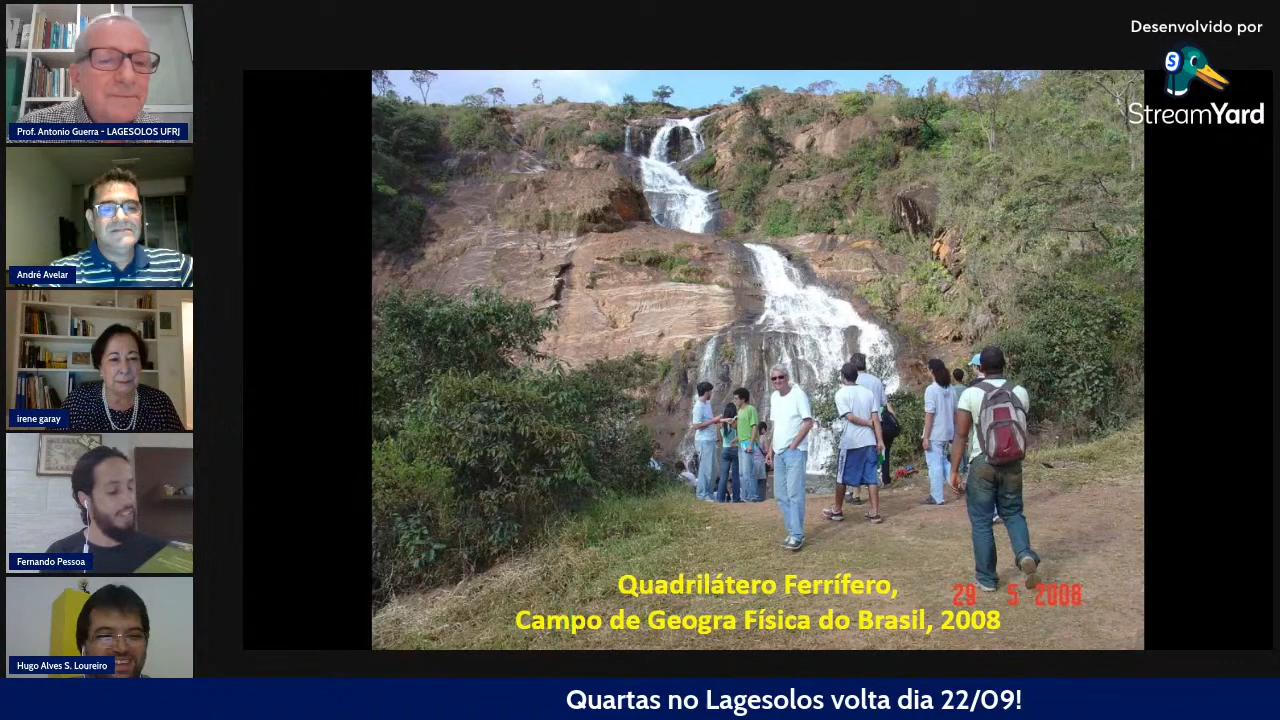 Prof. Antonio Guerra - LAGESOLOS UFRJ
André Avelar
irene garay
Fernando Pessoa
Hugo Alves S. Loureiro
Desenvolvido por
S
StreamYard
Quadrilátero Ferrífero,
Campo de Geogra Física do Brasil, 2008
29 5 2008
Quartas no Lagesolos volta dia 22/09!